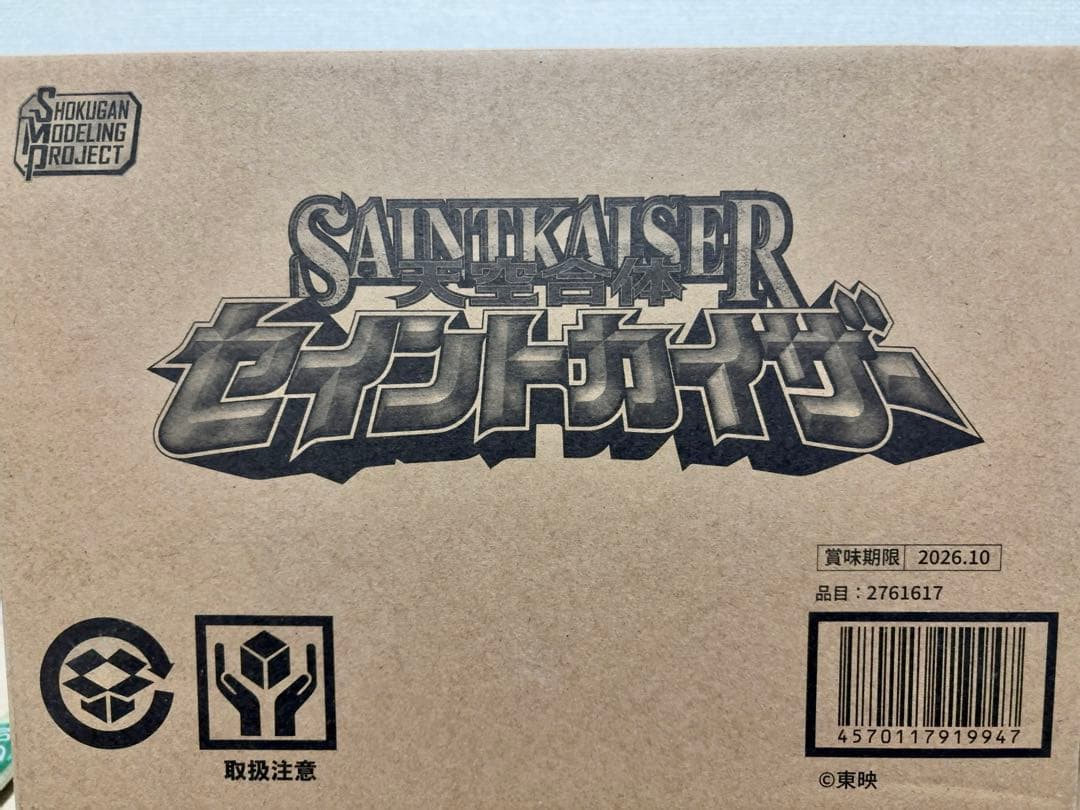 SHOKUGAN
MODELING
PROJECT
SAINTKAISER
天空合体
セイントカイザー
賞味期限 2026.10
品目：2761617
4570117919947
©東映
取扱注意